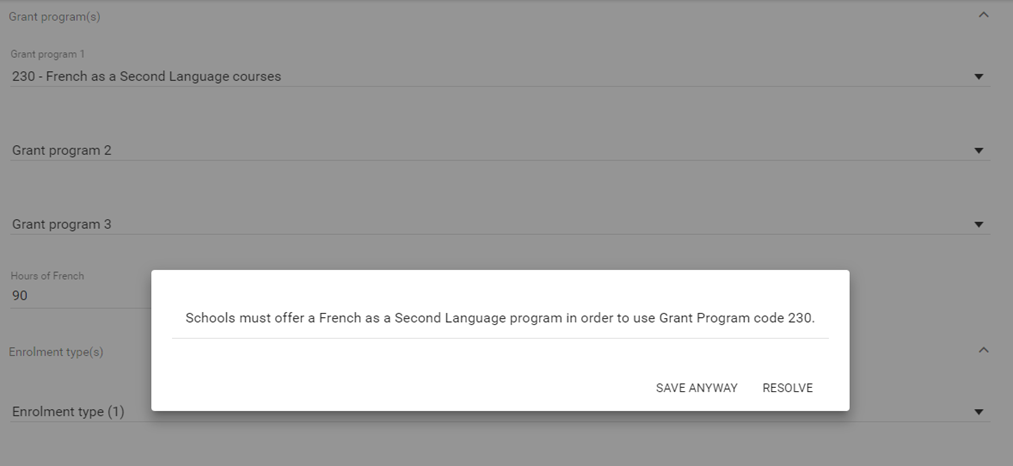 Grant program(s)
Grant program 1
230 - French as a Second Language courses
Grant program 2
Grant program 3
Hours of French
90
Schools must offer a French as a Second Language program in order to use Grant Program code 230.
SAVE ANYWAY RESOLVE
Enrolment type(s)
Enrolment type (1)